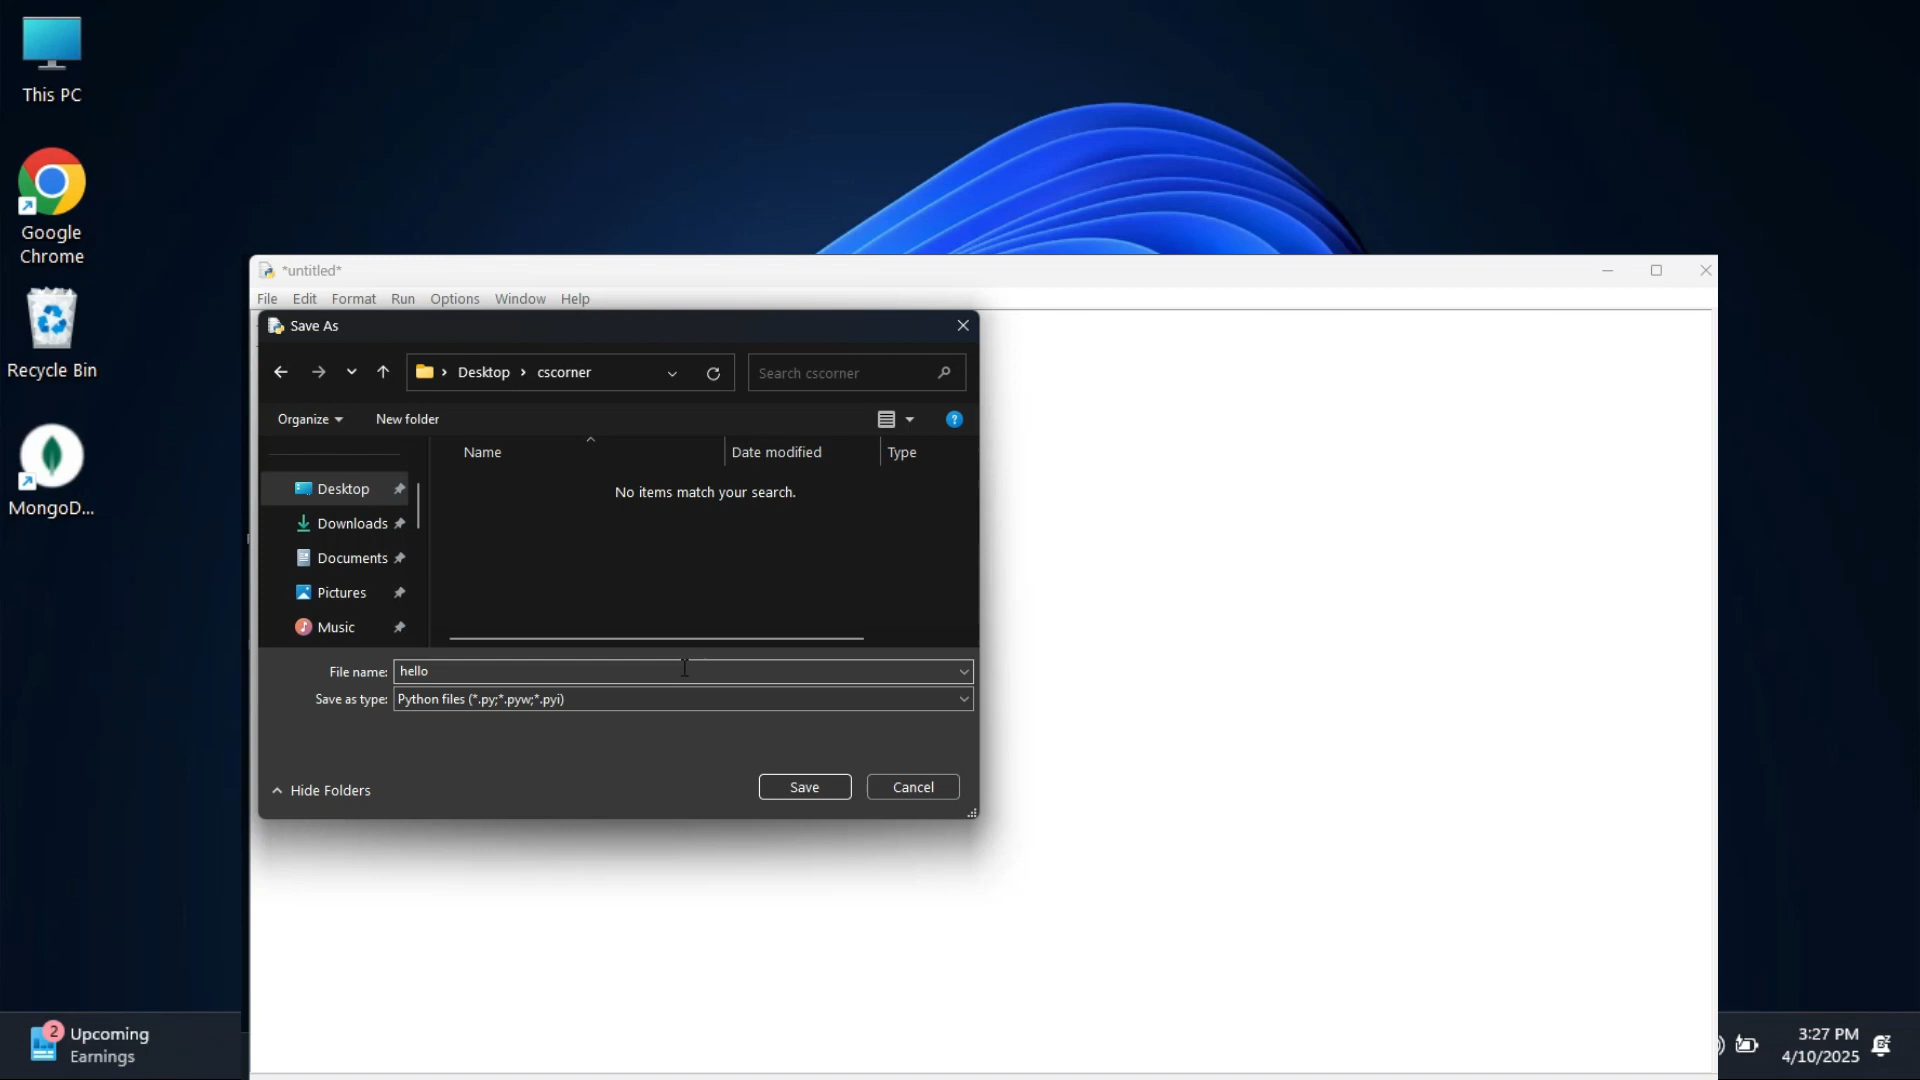 This PC
Google
Chrome
Recycle Bin
MongoD...
*untitled*
File Edit Format Run Options Window Help
Save As
Desktop cscorner
Search cscorner
Organize New folder
Name Date modified Type
No items match your search.
Desktop
Downloads
Documents
Pictures
Music
File name: hello
Save as type: Python files (*.py;*.pyw;*.pyi)
Hide Folders
Save Cancel
2 Upcoming
Earnings
3:27 PM
4/10/2025